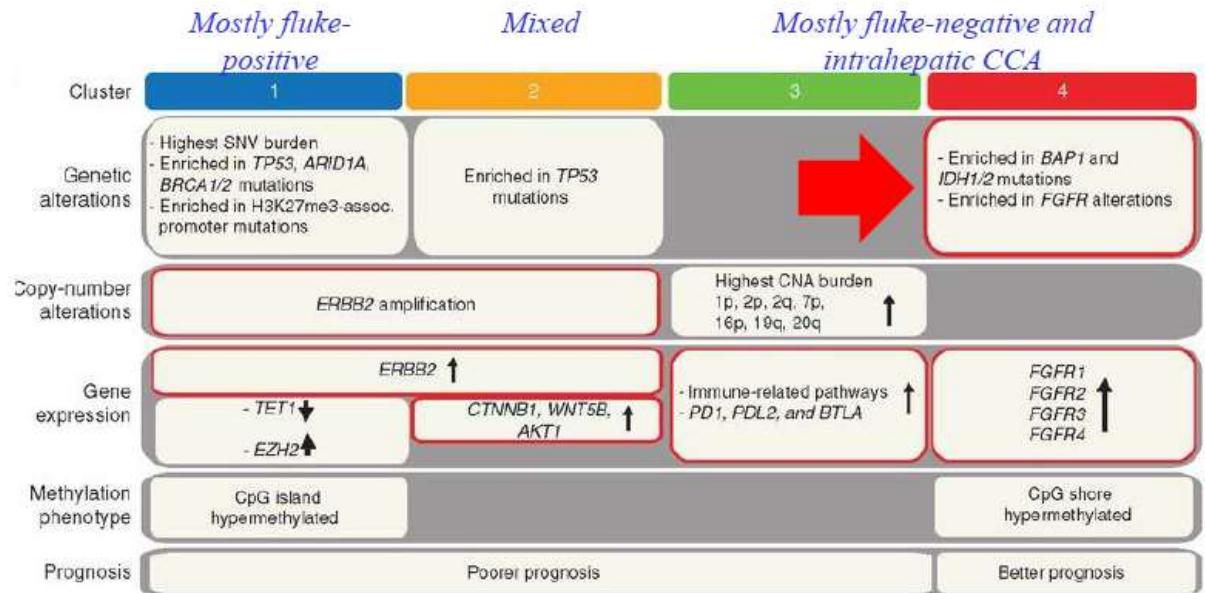 Mostly fluke-
positive
Mixed
Mostly fluke-negative and
intrahepatic CCA
Cluster
1
2
3
4
Genetic
alterations
- Highest SNV burden
- Enriched in TP53, ARID1A,
BRCA1/2 mutations
- Enriched in H3K27me3-assoc.
promoter mutations
Enriched in TP53
mutations
- Enriched in BAP1 and
IDH1/2 mutations
- Enriched in FGFR alterations
Copy-number
alterations
ERBB2 amplification
Highest CNA burden
1p, 2p, 2q, 7p,
16p, 19q, 20q
Gene
expression
ERBB2
- TET1
- EZH2
CTNNB1, WNT5B,
AKT1
- Immune-related pathways
- PD1, PDL2, and BTLA
FGFR1
FGFR2
FGFR3
FGFR4
Methylation
phenotype
CpG island
hypermethylated
CpG shore
hypermethylated
Prognosis
Poorer prognosis
Better prognosis